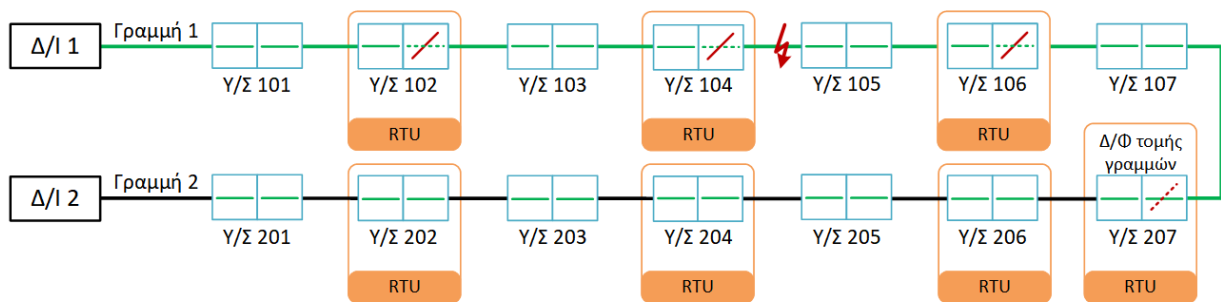 Δ/Ι 1
Γραμμή 1
Υ/Σ 101
Υ/Σ 102
Υ/Σ 103
Υ/Σ 104
Υ/Σ 105
Υ/Σ 106
Υ/Σ 107
RTU
RTU
RTU
Δ/Φ τομής
γραμμών
Δ/Ι 2
Γραμμή 2
Υ/Σ 201
Υ/Σ 202
Υ/Σ 203
Υ/Σ 204
Υ/Σ 205
Υ/Σ 206
Υ/Σ 207
RTU
RTU
RTU
RTU